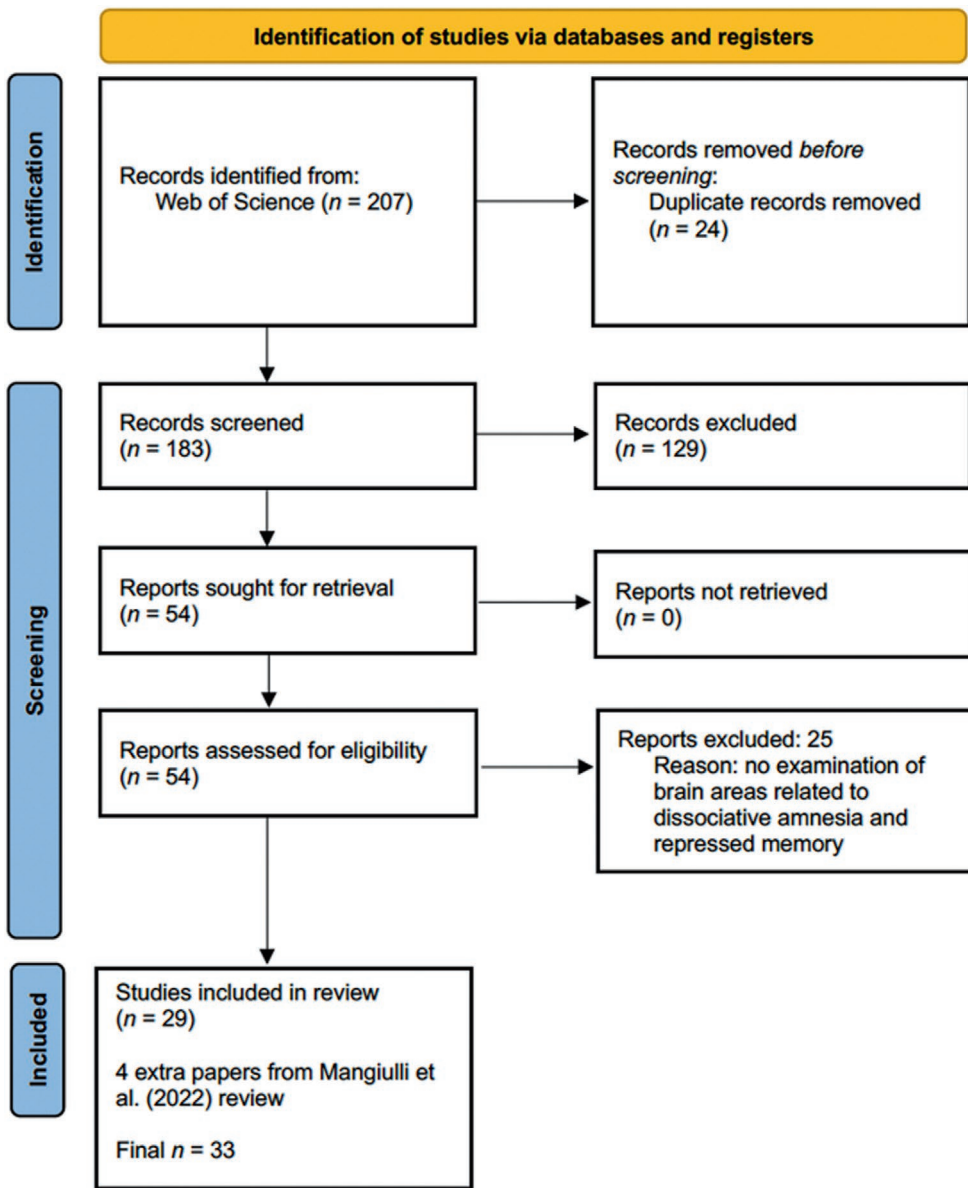 Identification of studies via databases and registers
Identification
Records identified from:
Web of Science (n = 207)
Records removed before
screening:
Duplicate records removed
(n = 24)
Screening
Records screened
(n = 183)
Records excluded
(n = 129)
Reports sought for retrieval
(n = 54)
Reports not retrieved
(n = 0)
Reports assessed for eligibility
(n = 54)
Reports excluded: 25
Reason: no examination of
brain areas related to
dissociative amnesia and
repressed memory
Included
Studies included in review
(n = 29)
4 extra papers from Mangiulli et
al. (2022) review
Final n = 33